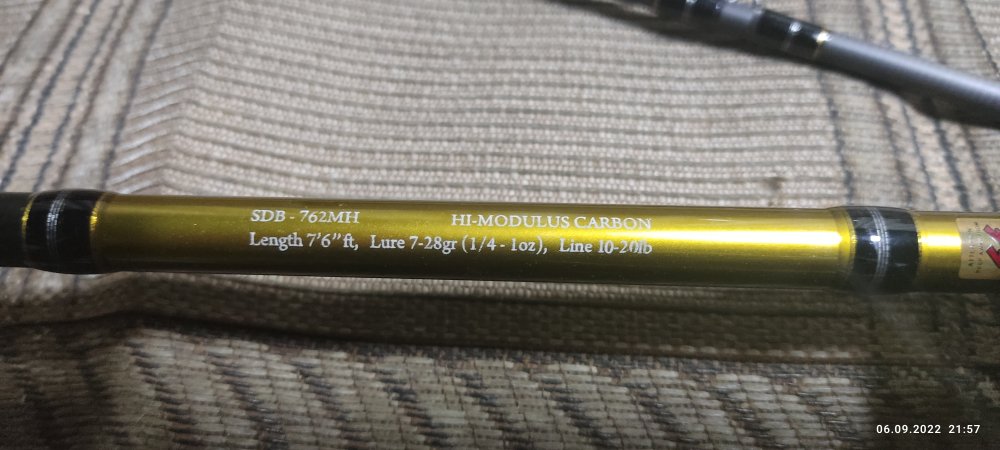 SDB - 762MH HI-MODULUS CARBON
Length 7'6" ft, Lure 7-28gr (1/4 - 1oz), Line 10-20lb
06.09.2022 21:57